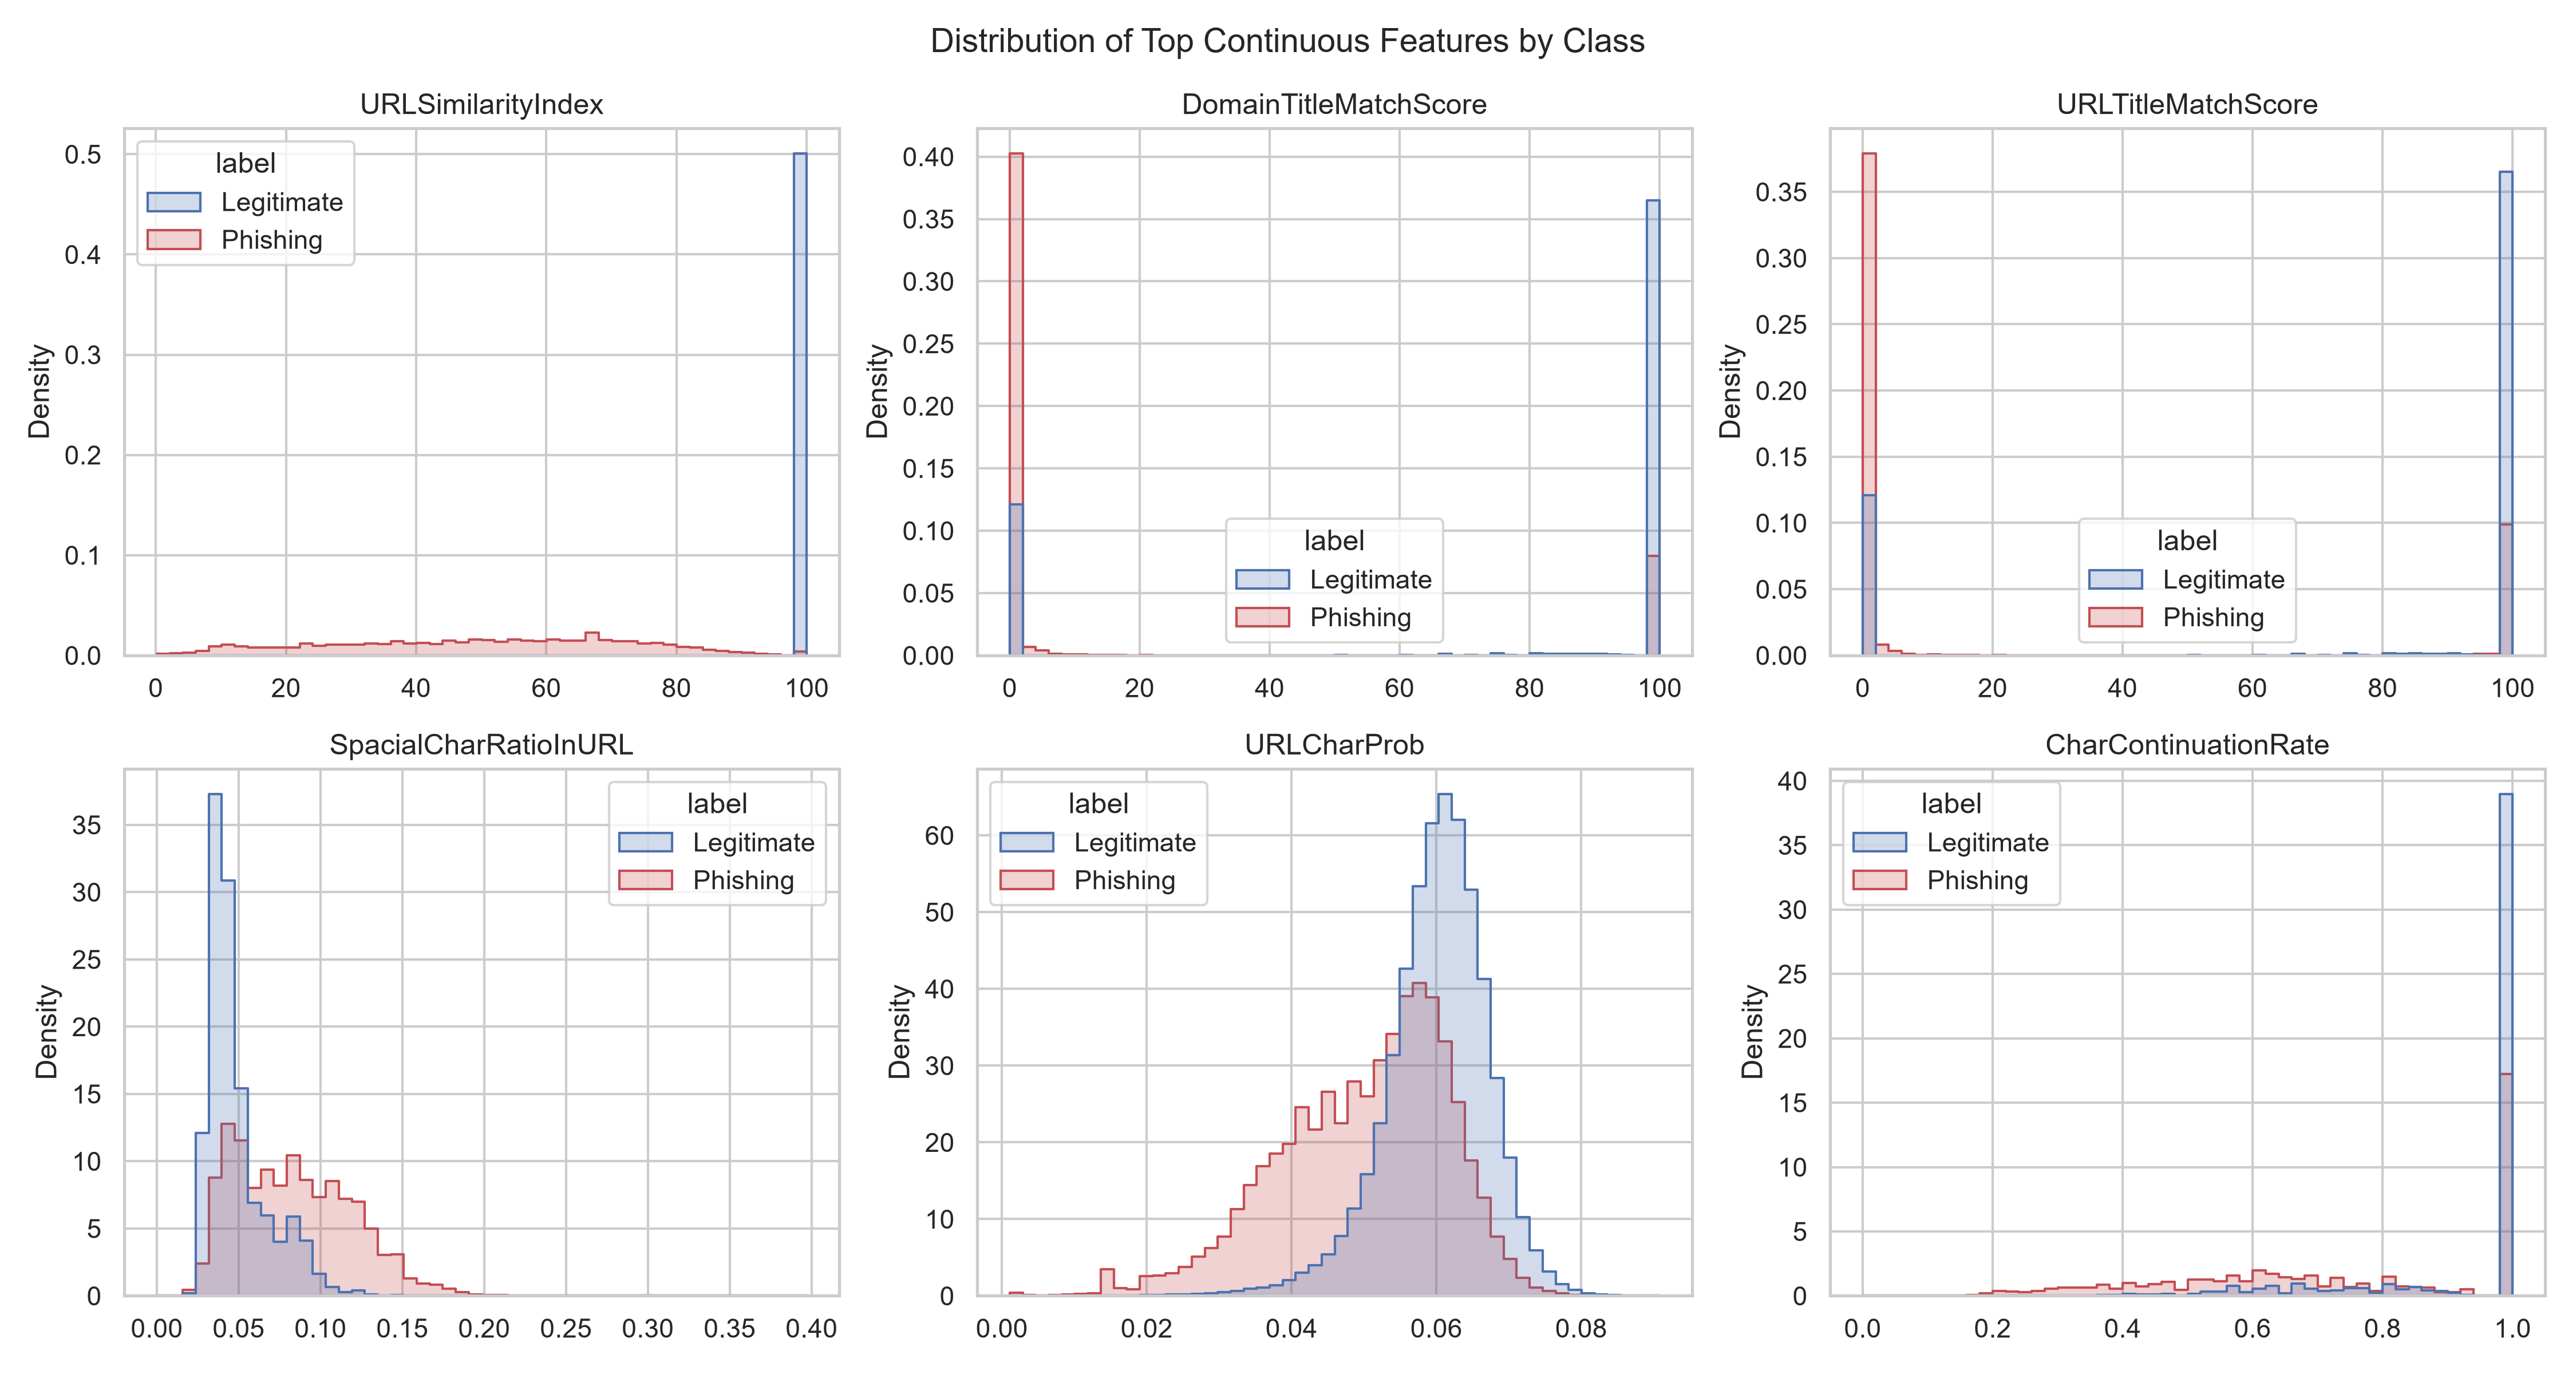 Distribution of Top Continuous Features by Class
URLSimilarityIndex
Density
0.5
0.4
0.3
0.2
0.1
0.0
label
Legitimate
Phishing
0 20 40 60 80 100
DomainTitleMatchScore
Density
0.40
0.35
0.30
0.25
0.20
0.15
0.10
0.05
0.00
label
Legitimate
Phishing
0 20 40 60 80 100
URLTitleMatchScore
Density
0.35
0.30
0.25
0.20
0.15
0.10
0.05
0.00
label
Legitimate
Phishing
0 20 40 60 80 100
SpacialCharRatioInURL
Density
35
30
25
20
15
10
5
0
label
Legitimate
Phishing
0.00 0.05 0.10 0.15 0.20 0.25 0.30 0.35 0.40
URLCharProb
Density
60
50
40
30
20
10
0
label
Legitimate
Phishing
0.00 0.02 0.04 0.06 0.08
CharContinuationRate
Density
40
35
30
25
20
15
10
5
0
label
Legitimate
Phishing
0.0 0.2 0.4 0.6 0.8 1.0